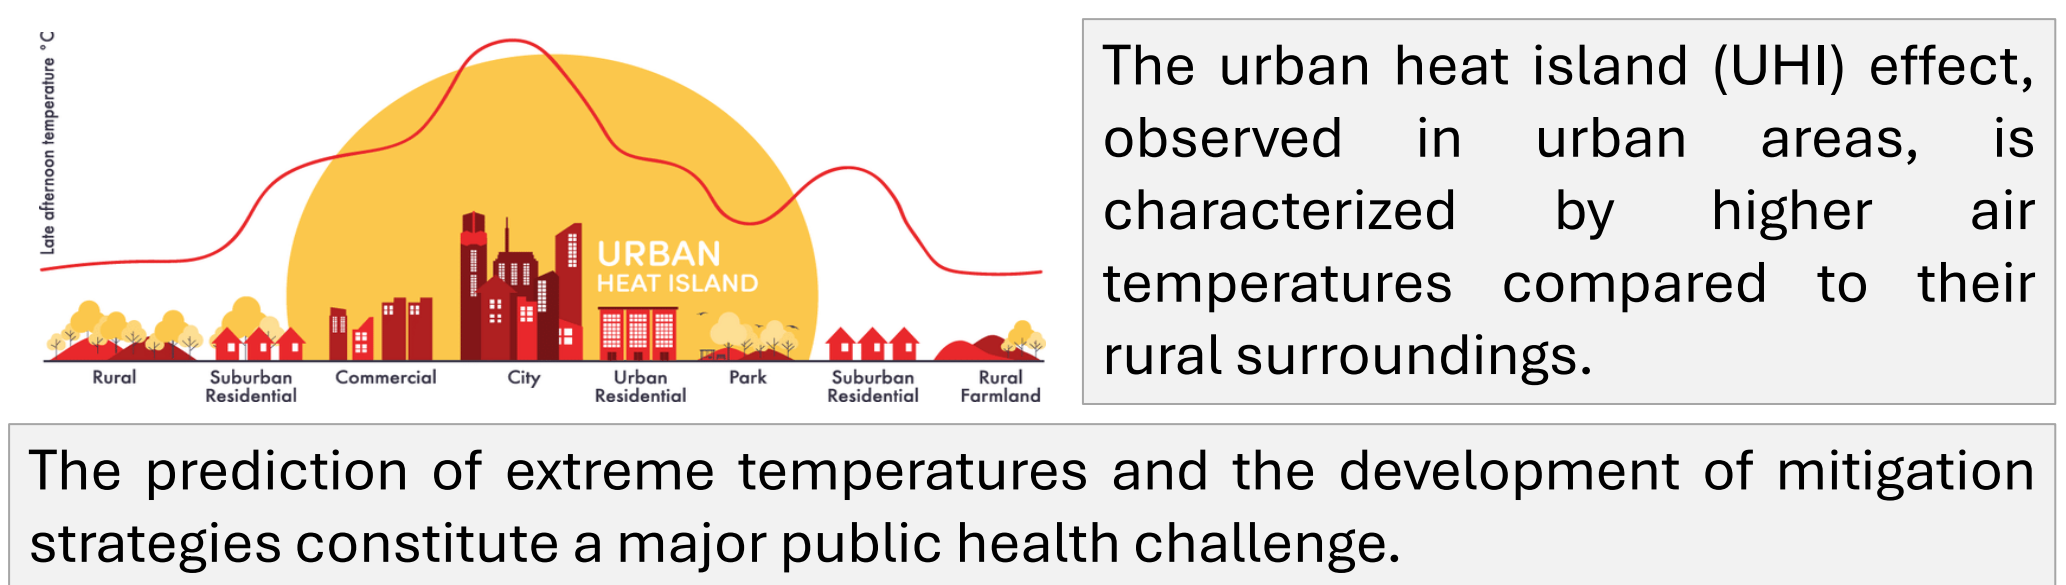 Late afternoon temperature °C
URBAN
HEAT ISLAND
Rural
Suburban
Residential
Commercial
City
Urban
Residential
Park
Suburban
Residential
Rural
Farmland
The urban heat island (UHI) effect,
observed in urban areas, is
characterized by higher air
temperatures compared to their
rural surroundings.
The prediction of extreme temperatures and the development of mitigation
strategies constitute a major public health challenge.